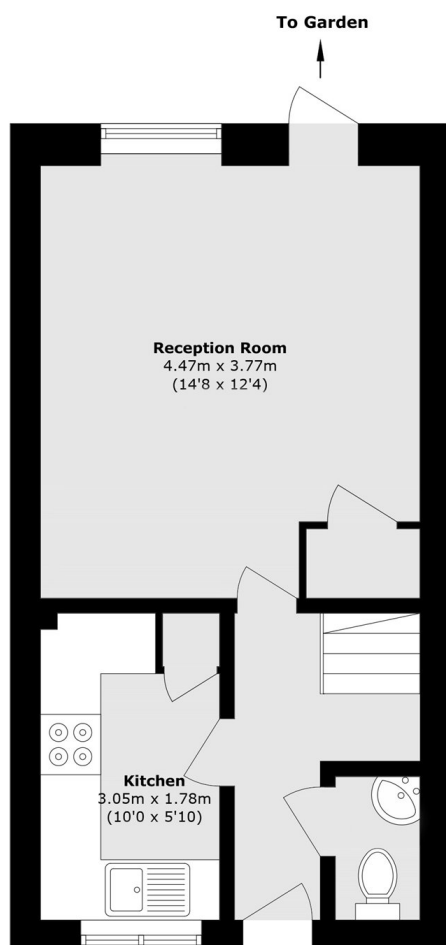 To Garden
Reception Room
4.47m x 3.77m
(14'8 x 12'4)
Kitchen
3.05m x 1.78m
(10'0 x 5'10)